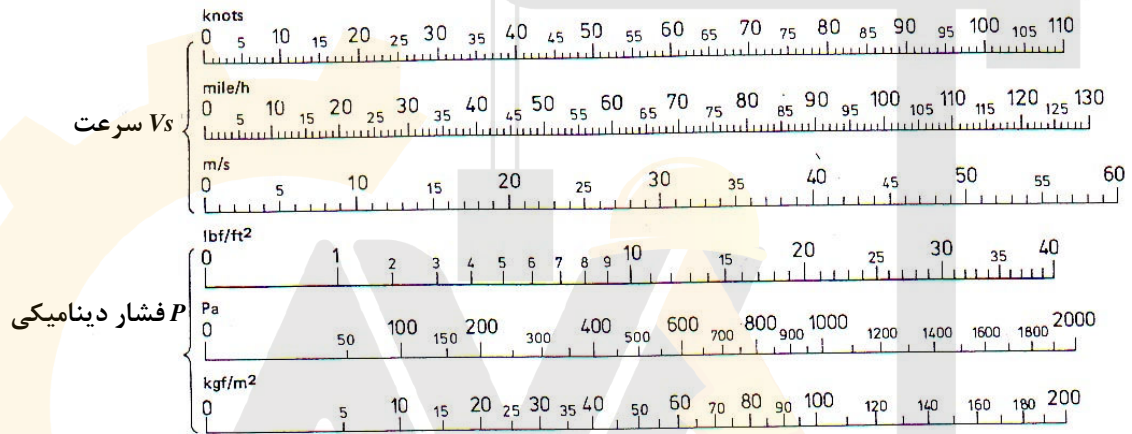 knots
0 5 10 15 20 25 30 35 40 45 50 55 60 65 70 75 80 85 90 95 100 105 110
mile/h
0 5 10 15 20 25 30 35 40 45 50 55 60 65 70 75 80 85 90 95 100 105 110 115 120 125 130
سرعت Vs
m/s
0 5 10 15 20 25 30 35 40 45 50 55 60
lbf/ft2
0 1 2 3 4 5 6 7 8 9 10 15 20 25 30 35 40
فشار دینامیکی P
Pa
0 50 100 150 200 300 400 500 600 700 800 900 1000 1200 1400 1600 1800 2000
kgf/m2
0 5 10 15 20 25 30 35 40 50 60 70 80 90 100 120 140 160 180 200